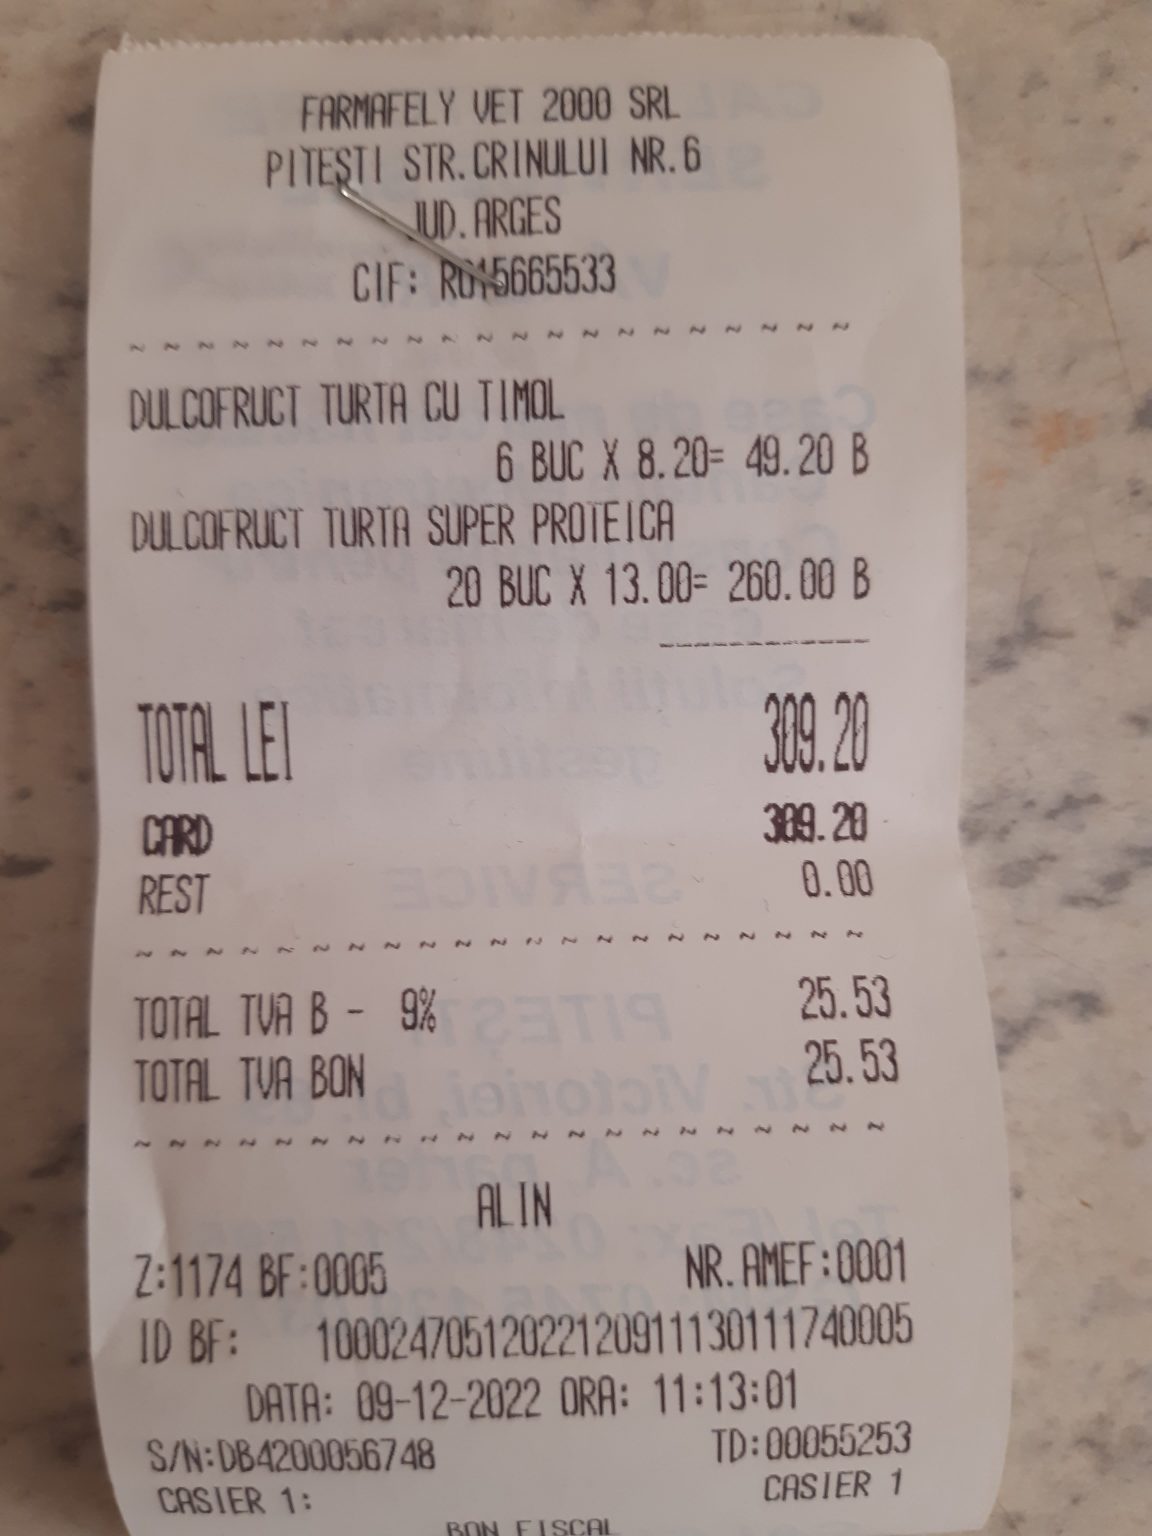 FARMAFELY VET 2000 SRL
PITESTI STR.CRINULUI NR.6
JUD.ARGES
CIF: RO15665533
~ ~ ~ ~ ~ ~ ~ ~ ~ ~ ~ ~ ~ ~ ~ ~ ~ ~ ~ ~ ~
DULCOFRUCT TURTA CU TIMOL
6 BUC X 8.20= 49.20 B
DULCOFRUCT TURTA SUPER PROTEICA
20 BUC X 13.00= 260.00 B
------------
TOTAL LEI 309.20
CARD 309.20
REST 0.00
~ ~ ~ ~ ~ ~ ~ ~ ~ ~ ~ ~ ~ ~ ~ ~ ~ ~ ~ ~ ~
TOTAL TVA B - 9% 25.53
TOTAL TVA BON 25.53
~ ~ ~ ~ ~ ~ ~ ~ ~ ~ ~ ~ ~ ~ ~ ~ ~ ~ ~ ~ ~
ALIN
Z:1174 BF:0005 NR.AMEF:0001
ID BF: 10002470512022120911130111740005
DATA: 09-12-2022 ORA: 11:13:01
S/N:DB4200056748 TD:00055253
CASIER 1: CASIER 1
BON FISCAL